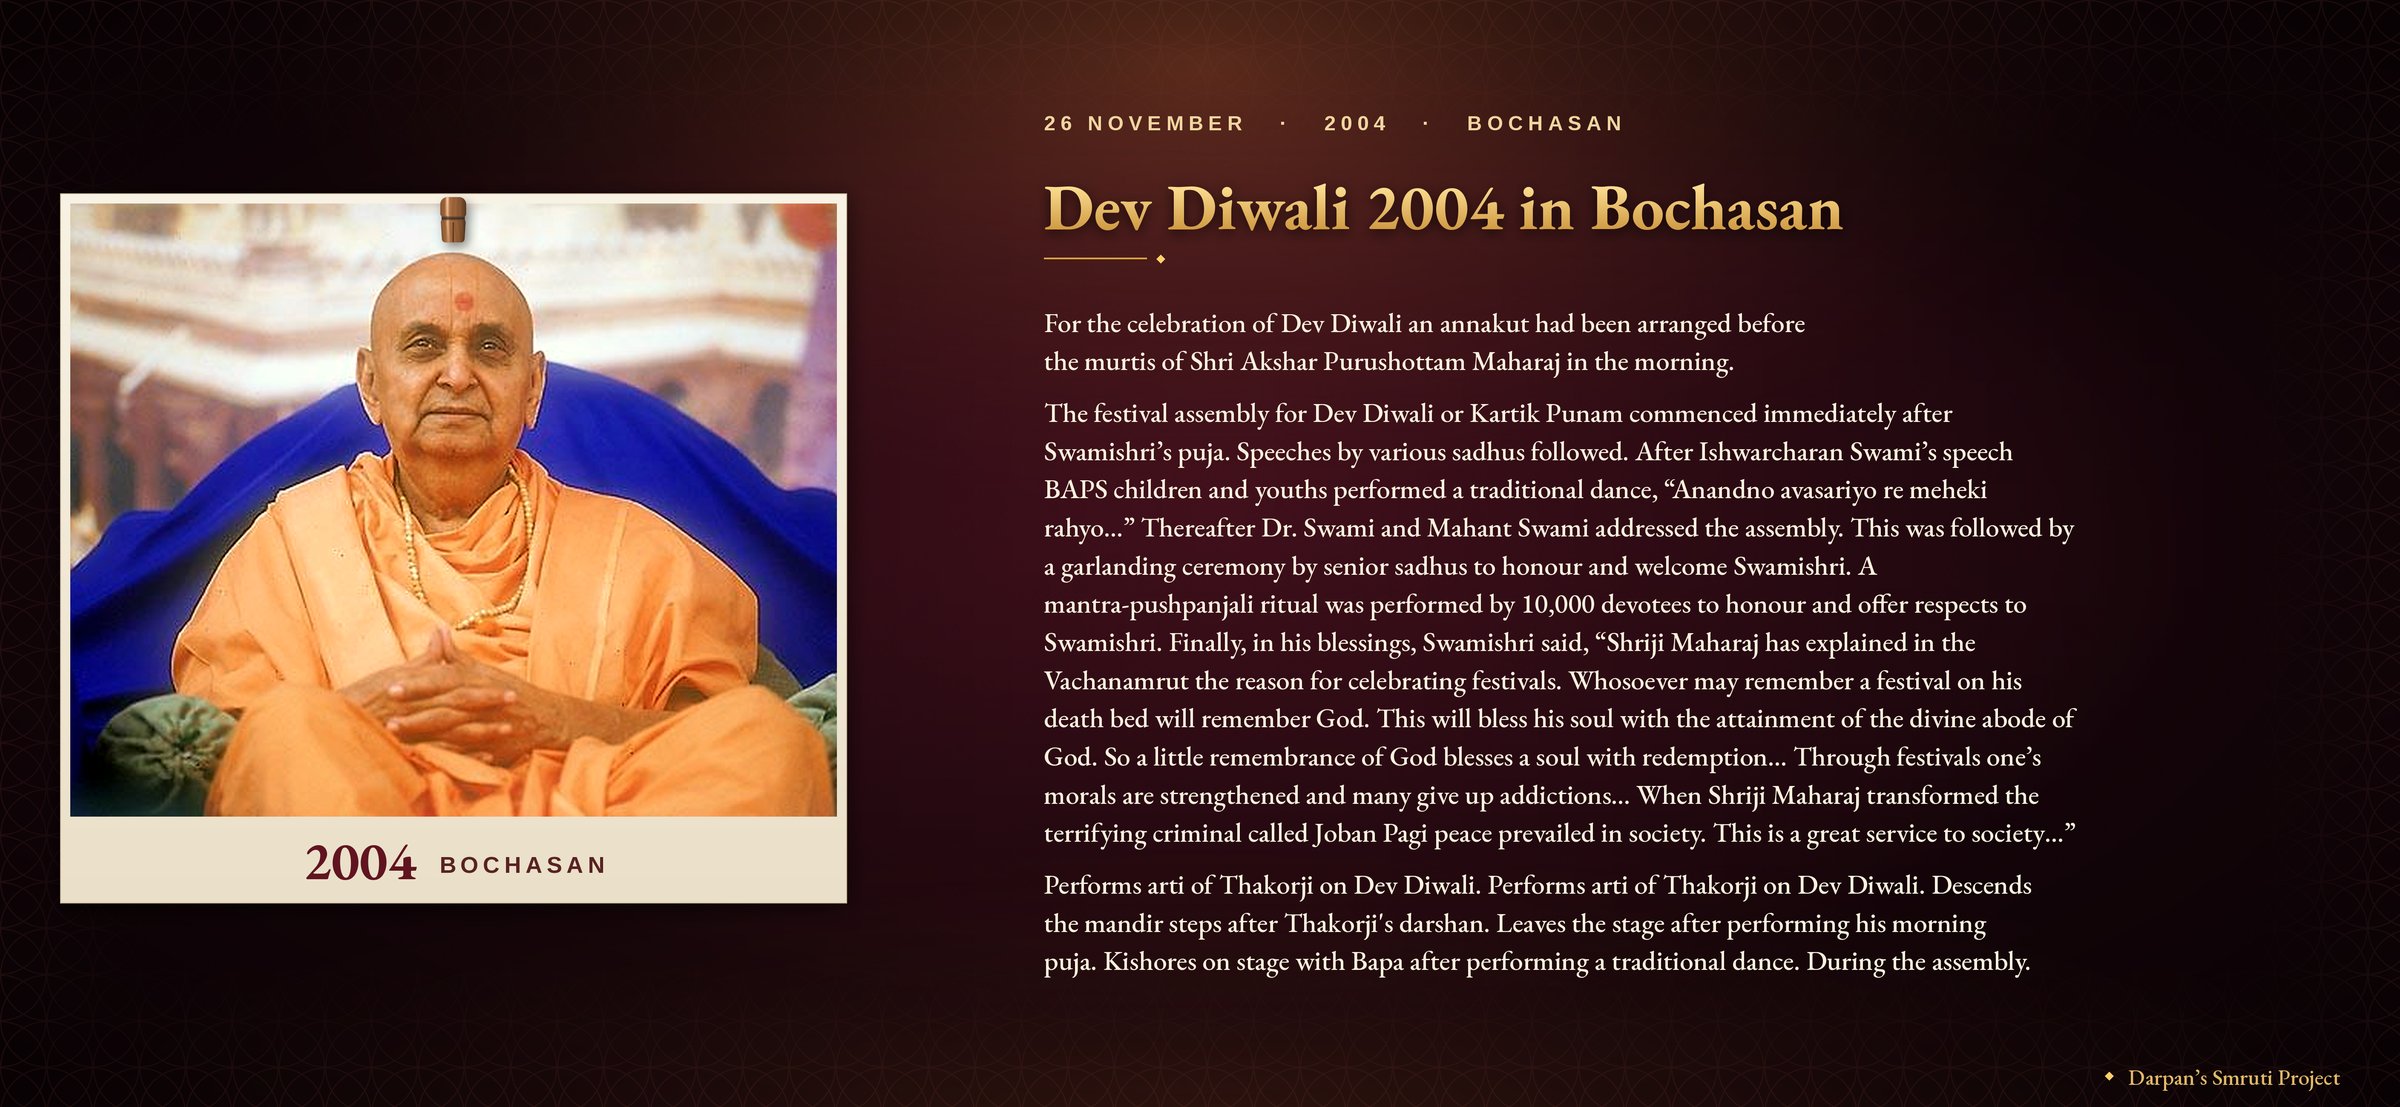 26 NOVEMBER · 2004 · BOCHASAN
Dev Diwali 2004 in Bochasan
For the celebration of Dev Diwali an annakut had been arranged before
the murtis of Shri Akshar Purushottam Maharaj in the morning.
The festival assembly for Dev Diwali or Kartik Punam commenced immediately after
Swamishri’s puja. Speeches by various sadhus followed. After Ishwarcharan Swami’s speech
BAPS children and youths performed a traditional dance, “Anandno avasariyo re meheki
rahyo...” Thereafter Dr. Swami and Mahant Swami addressed the assembly. This was followed by
a garlanding ceremony by senior sadhus to honour and welcome Swamishri. A
mantra-pushpanjali ritual was performed by 10,000 devotees to honour and offer respects to
Swamishri. Finally, in his blessings, Swamishri said, “Shriji Maharaj has explained in the
Vachanamrut the reason for celebrating festivals. Whosoever may remember a festival on his
death bed will remember God. This will bless his soul with the attainment of the divine abode of
God. So a little remembrance of God blesses a soul with redemption... Through festivals one’s
morals are strengthened and many give up addictions... When Shriji Maharaj transformed the
terrifying criminal called Joban Pagi peace prevailed in society. This is a great service to society...”
Performs arti of Thakorji on Dev Diwali. Performs arti of Thakorji on Dev Diwali. Descends
the mandir steps after Thakorji's darshan. Leaves the stage after performing his morning
puja. Kishores on stage with Bapa after performing a traditional dance. During the assembly.
2004 BOCHASAN
Darpan’s Smruti Project